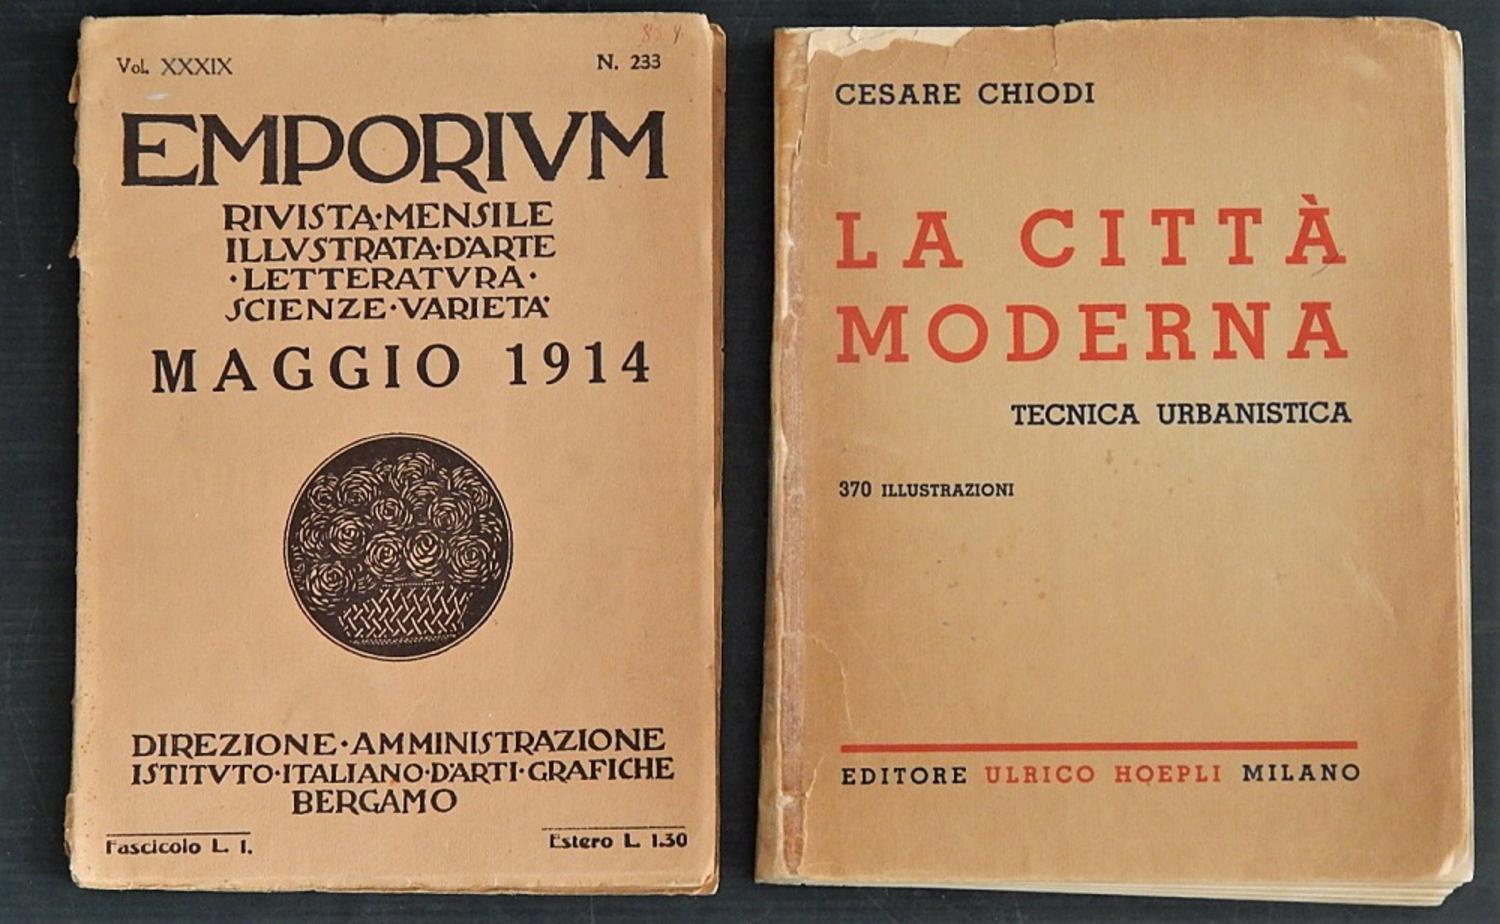 Vol. XXXIX
N. 233
EMPORIVM
RIVISTA·MENSILE
ILLVSTRATA·D'ARTE
·LETTERATVRA·
SCIENZE·VARIETA'
MAGGIO 1914
DIREZIONE·AMMINISTRAZIONE
ISTITVTO·ITALIANO·D'ARTI·GRAFICHE
BERGAMO
Fascicolo L. 1.
Estero L. 1.30
CESARE CHIODI
LA CITTÀ
MODERNA
TECNICA URBANISTICA
370 ILLUSTRAZIONI
EDITORE ULRICO HOEPLI MILANO